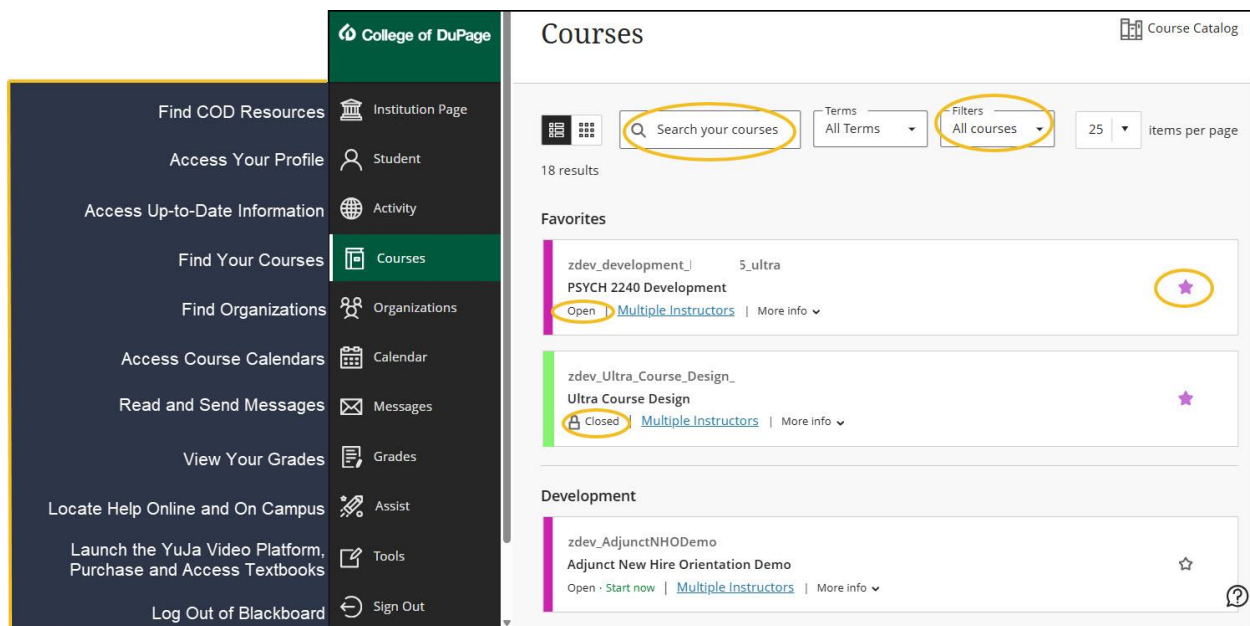 Find COD Resources
Access Your Profile
Access Up-to-Date Information
Find Your Courses
Find Organizations
Access Course Calendars
Read and Send Messages
View Your Grades
Locate Help Online and On Campus
Launch the YuJa Video Platform,
Purchase and Access Textbooks
Log Out of Blackboard
College of DuPage
Institution Page
Student
Activity
Courses
Organizations
Calendar
Messages
Grades
Assist
Tools
Sign Out
Courses
Course Catalog
Search your courses
Terms
All Terms
Filters
All courses
25 items per page
18 results
Favorites
zdev_development_ 5_ultra
PSYCH 2240 Development
Open | Multiple Instructors | More info
zdev_Ultra_Course_Design_
Ultra Course Design
Closed | Multiple Instructors | More info
Development
zdev_AdjunctNHODemo
Adjunct New Hire Orientation Demo
Open · Start now | Multiple Instructors | More info